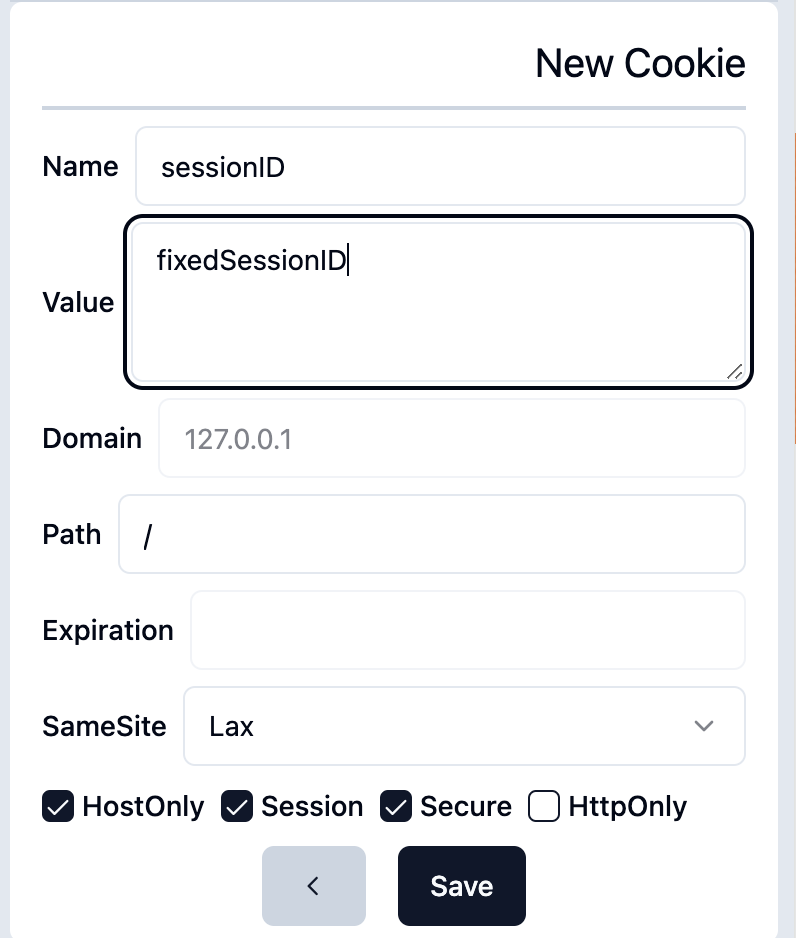 New Cookie
Name sessionID
Value fixedSessionID
Domain 127.0.0.1
Path /
Expiration
SameSite Lax
HostOnly Session Secure HttpOnly
Save